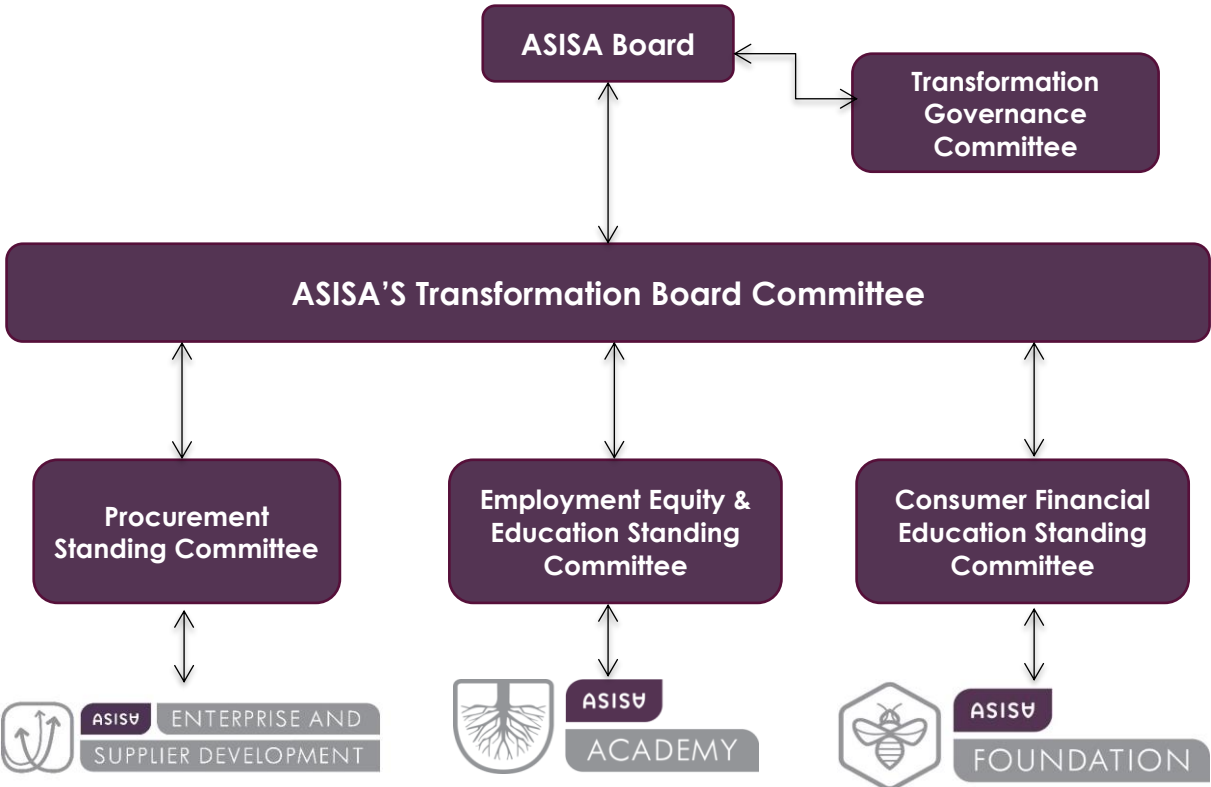 ASISA Board
Transformation
Governance
Committee
ASISA'S Transformation Board Committee
Procurement
Standing Committee
Employment Equity &
Education Standing
Committee
Consumer Financial
Education Standing
Committee
ASISA ENTERPRISE AND
SUPPLIER DEVELOPMENT
ASISA
ACADEMY
ASISA
FOUNDATION